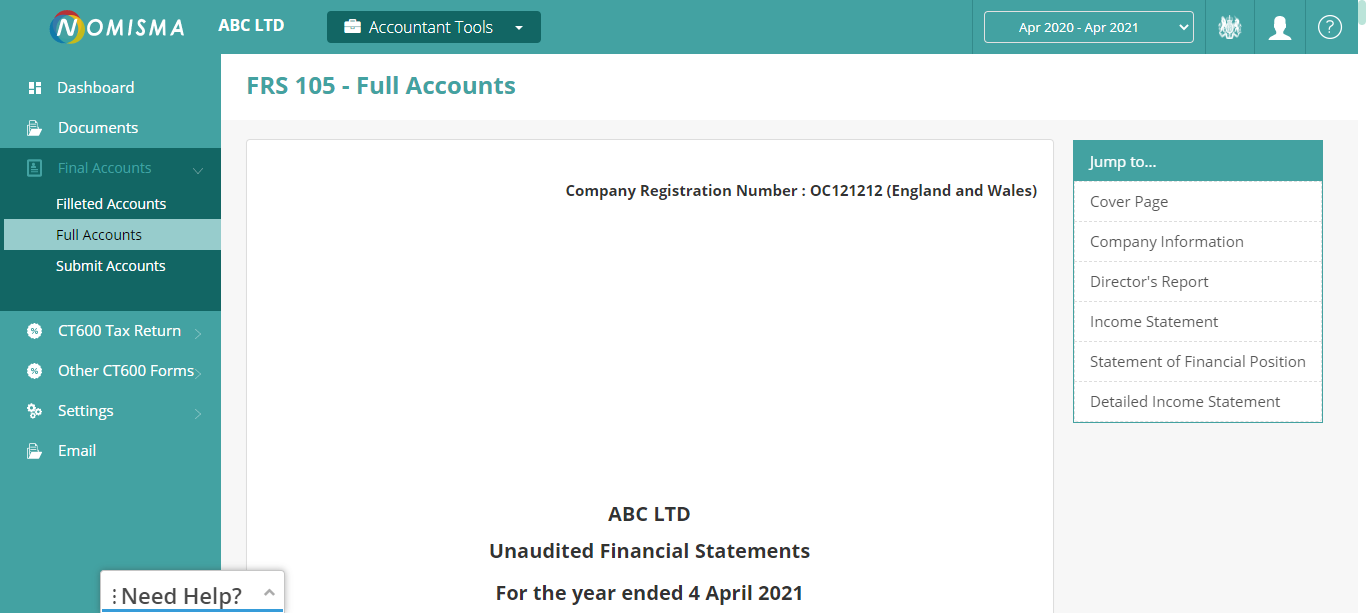 NOMISMA
ABC LTD
Accountant Tools
Apr 2020 - Apr 2021
?
Dashboard
Documents
Final Accounts
Filleted Accounts
Full Accounts
Submit Accounts
% CT600 Tax Return
% Other CT600 Forms
Settings
Email
Need Help?
FRS 105 - Full Accounts
Company Registration Number : OC121212 (England and Wales)
ABC LTD
Unaudited Financial Statements
For the year ended 4 April 2021
Jump to...
Cover Page
Company Information
Director's Report
Income Statement
Statement of Financial Position
Detailed Income Statement